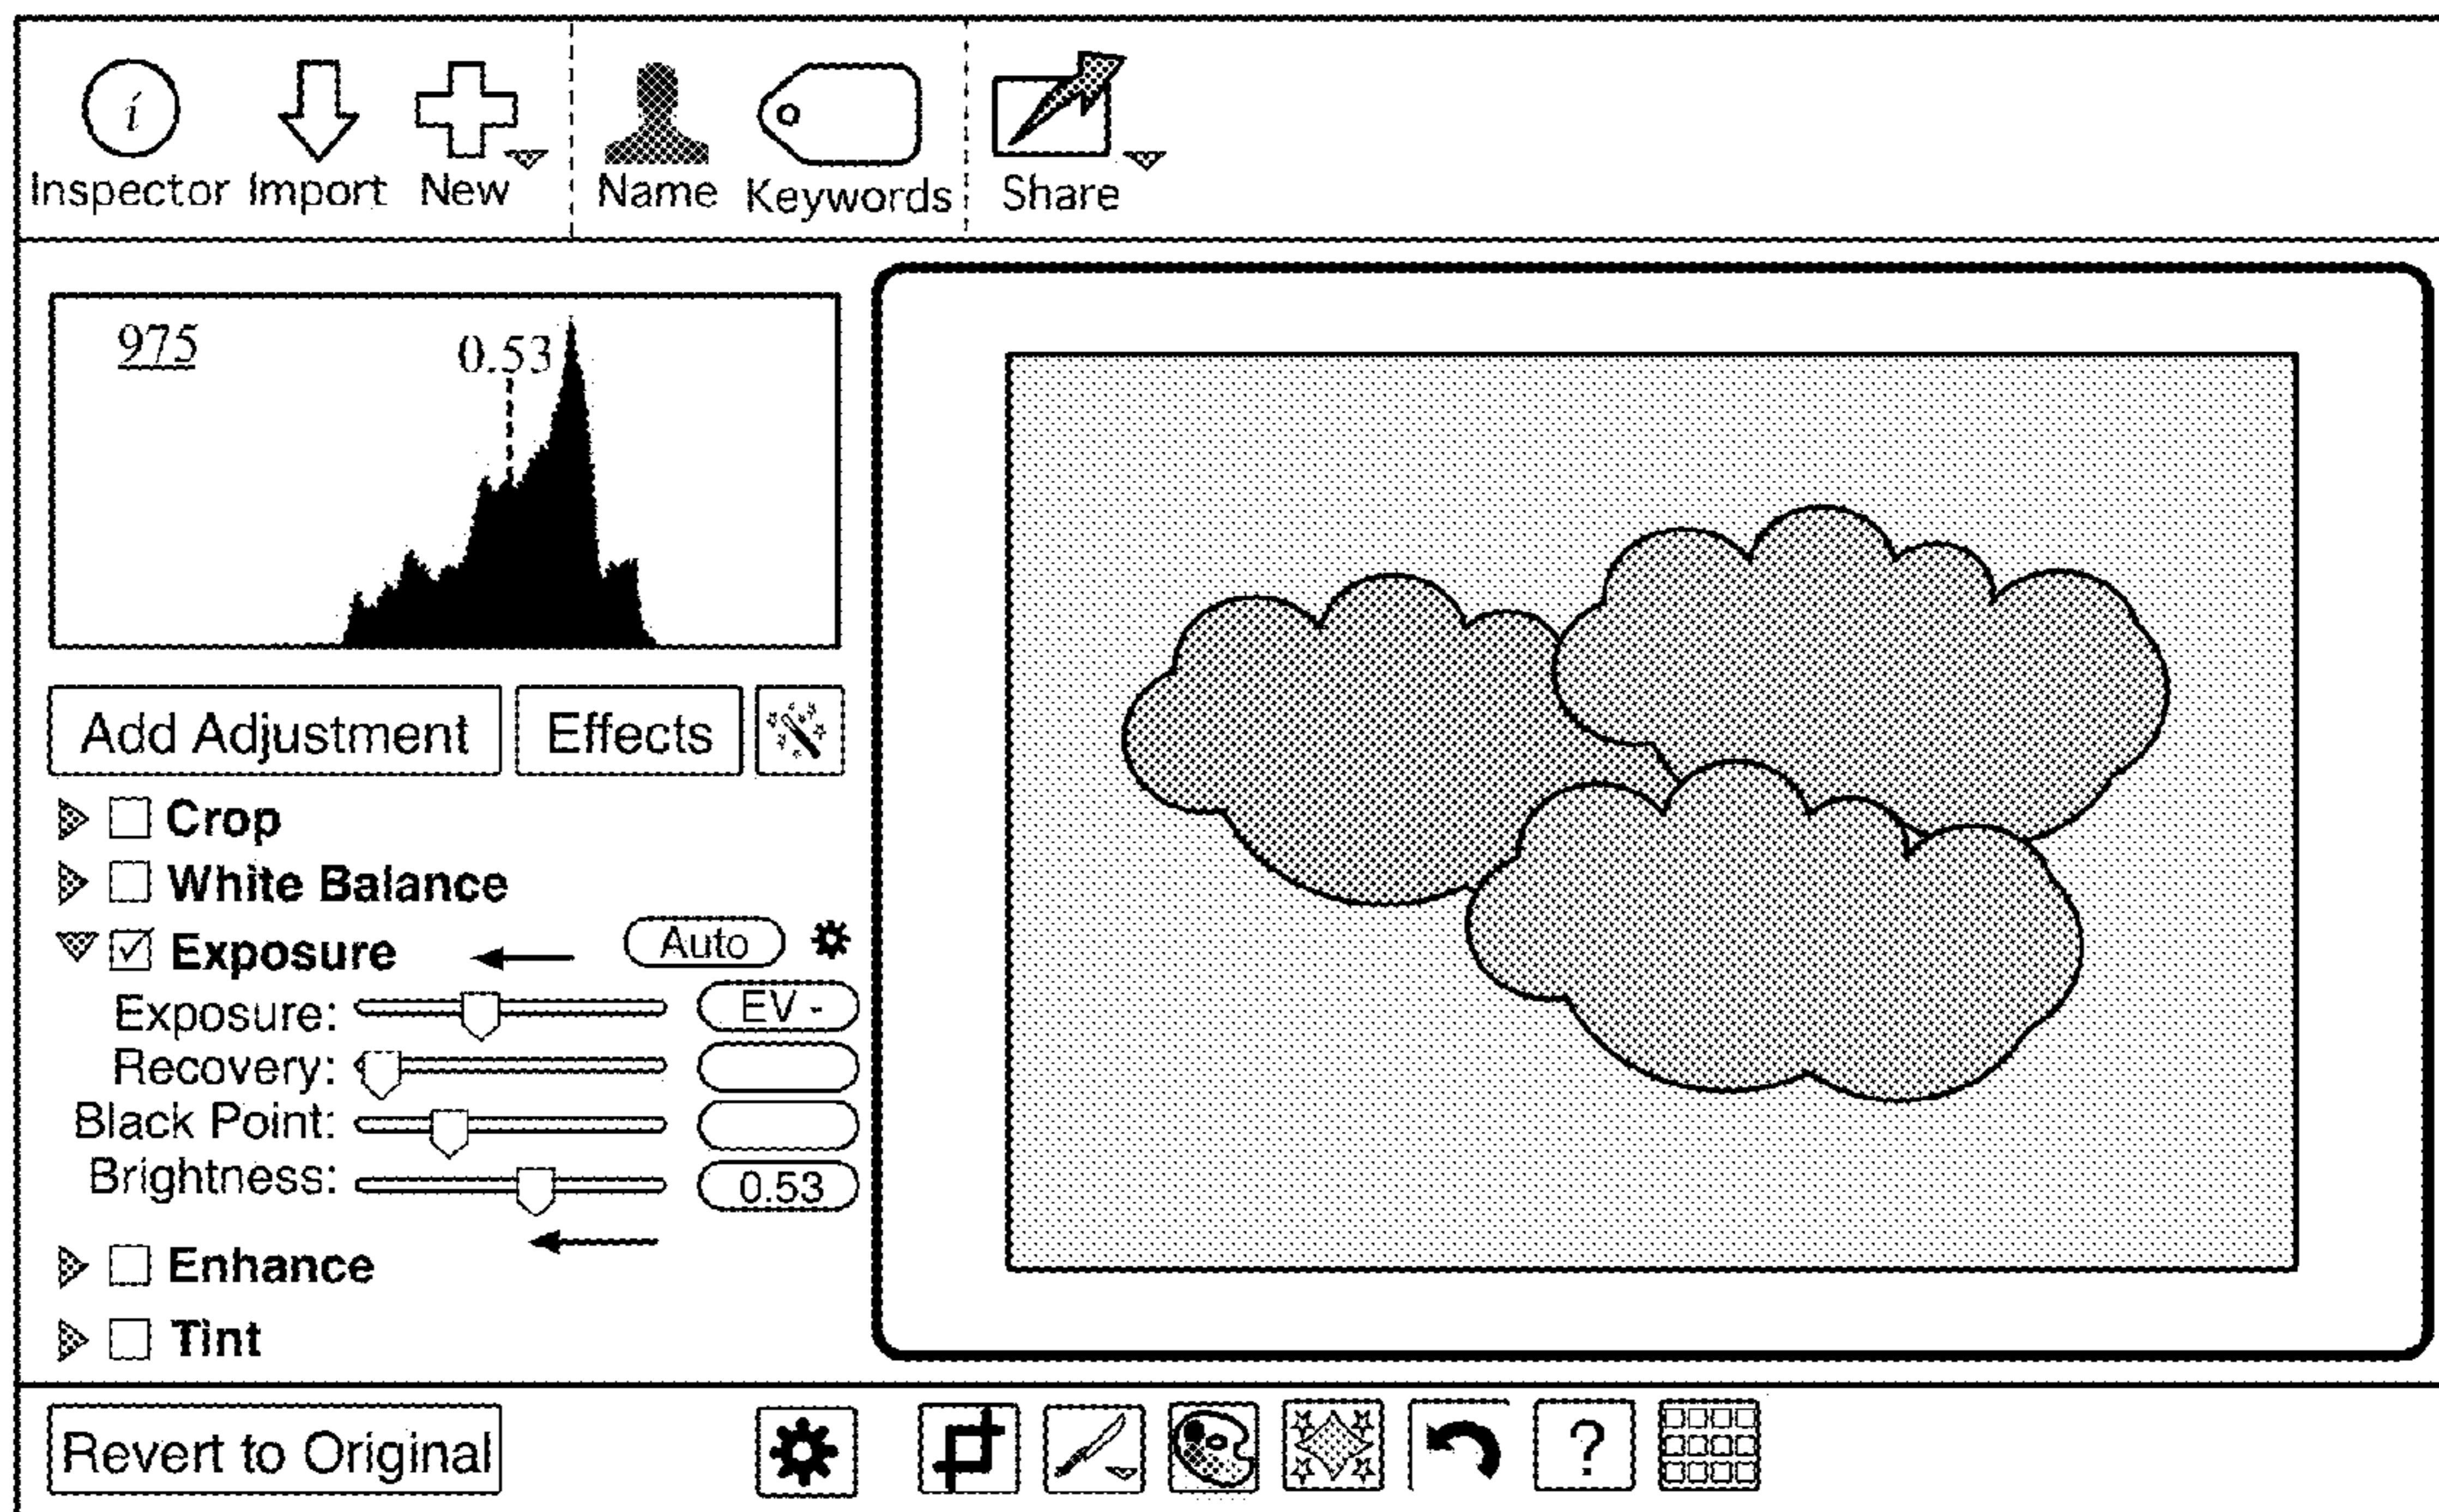 i
Inspector Import New Name Keywords Share
975
0.53
Add Adjustment Effects
Crop
White Balance
Exposure Auto
Exposure: EV -
Recovery:
Black Point:
Brightness: 0.53
Enhance
Tint
Revert to Original ?